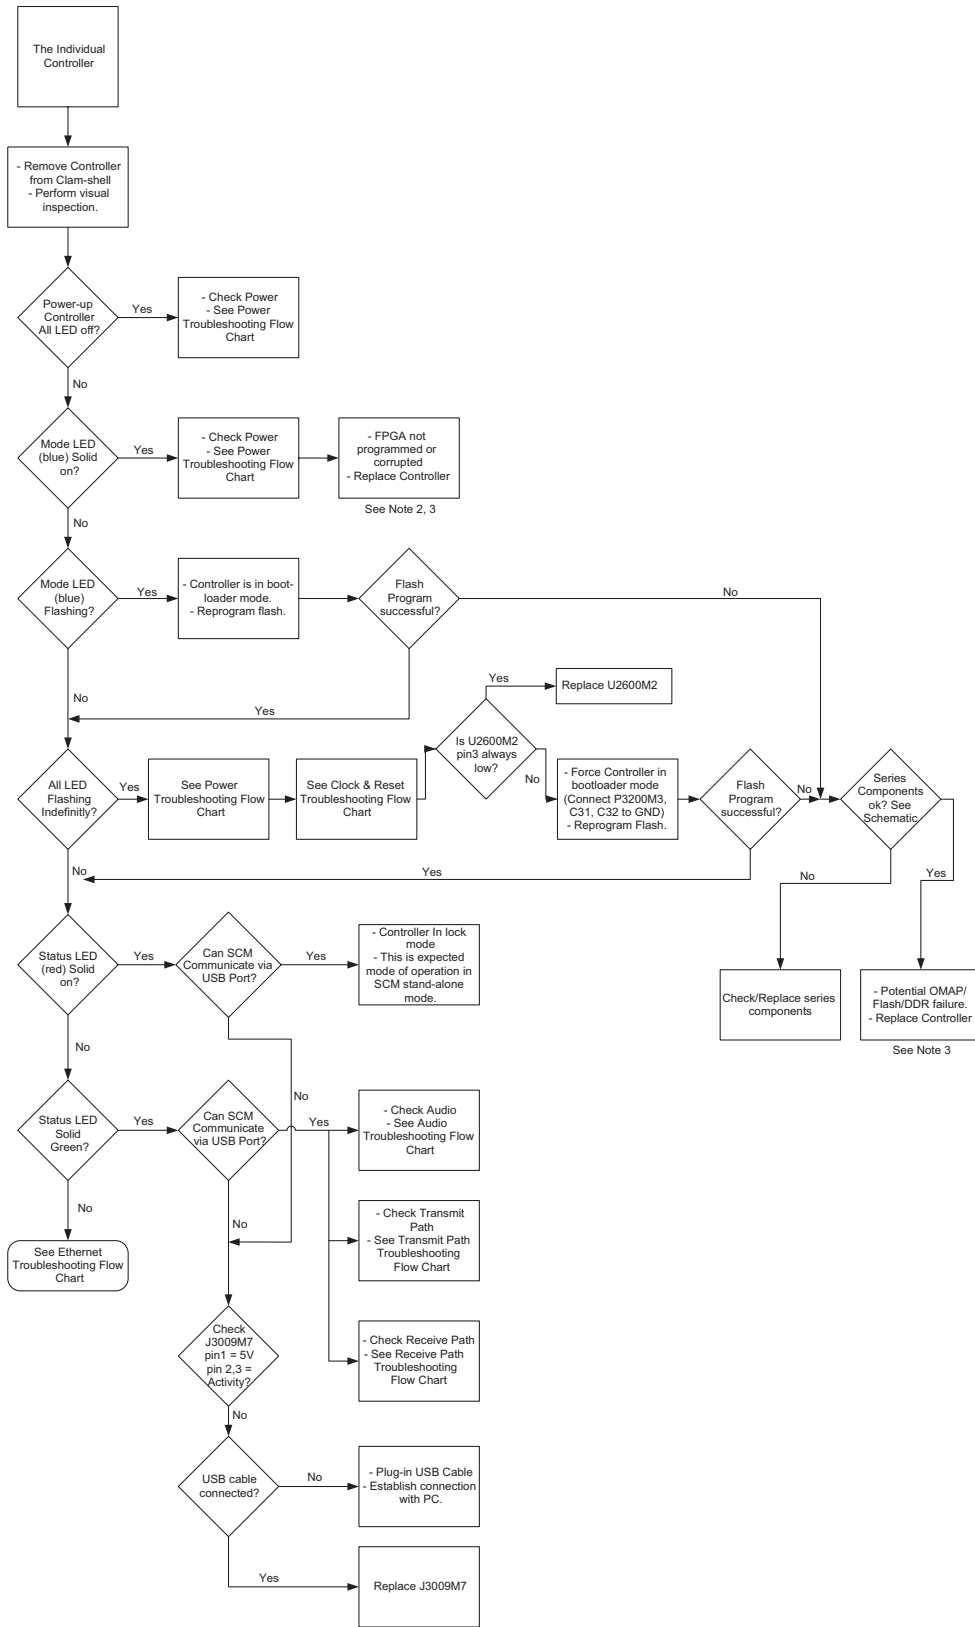 The Individual
Controller
- Remove Controller
from Clam-shell
- Perform visual
inspection.
Power-up
Controller
All LED off?
Yes
- Check Power
- See Power
Troubleshooting Flow
Chart
No
Mode LED
(blue) Solid
on?
Yes
- Check Power
- See Power
Troubleshooting Flow
Chart
- FPGA not
programmed or
corrupted
- Replace Controller
See Note 2, 3
No
Mode LED
(blue)
Flashing?
Yes
- Controller is in boot-
loader mode.
- Reprogram flash.
Flash
Program
successful?
No
No
Yes
Yes
Replace U2600M2
All LED
Flashing
Indefinitly?
Yes
See Power
Troubleshooting Flow
Chart
See Clock & Reset
Troubleshooting Flow
Chart
Is U2600M2
pin3 always
low?
No
- Force Controller in
bootloader mode
(Connect P3200M3,
C31, C32 to GND)
- Reprogram Flash.
Flash
Program
successful?
No
Series
Components
ok? See
Schematic
No
Yes
No
Yes
Status LED
(red) Solid
on?
Yes
Can SCM
Communicate via
USB Port?
Yes
- Controller In lock
mode
- This is expected
mode of operation in
SCM stand-alone
mode.
Check/Replace series
components
- Potential OMAP/
Flash/DDR failure.
- Replace Controller
See Note 3
No
No
Status LED
Solid
Green?
Yes
Can SCM
Communicate
via USB Port?
Yes
- Check Audio
- See Audio
Troubleshooting Flow
Chart
No
No
See Ethernet
Troubleshooting Flow
Chart
- Check Transmit
Path
- See Transmit Path
Troubleshooting
Flow Chart
Check
J3009M7
pin1 = 5V
pin 2,3 =
Activity?
- Check Receive Path
- See Receive Path
Troubleshooting
Flow Chart
No
USB cable
connected?
No
- Plug-in USB Cable
- Establish connection
with PC.
Yes
Replace J3009M7